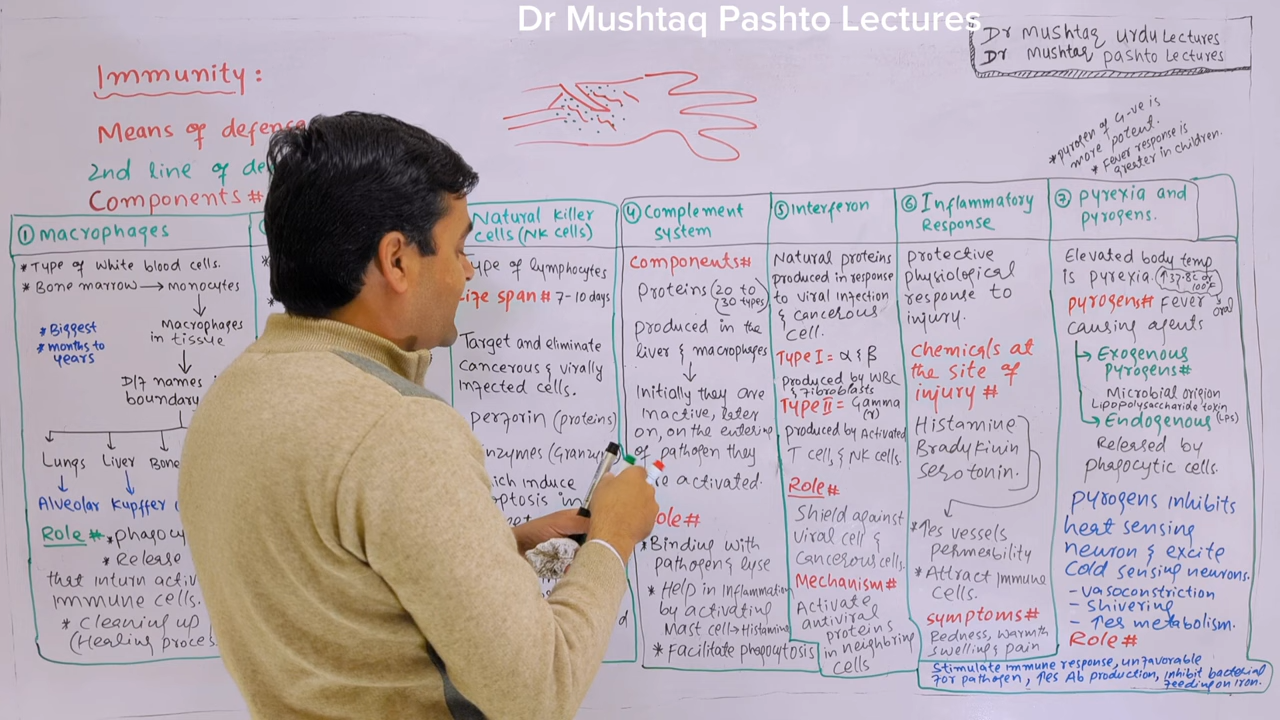 Dr Mushtaq Pashto Lectures
Dr Mushtaq Urdu Lectures
Dr Mushtaq Pashto Lectures
Immunity:
Means of defense
2nd line of de
Components #
*pyrogen of G-ve is
more potent.
* Fever response is
greater in children.
① Macrophages
*Type of White blood cells.
* Bone marrow → monocytes
* Biggest
* months to
years
Macrophages
in tissue
D/f names
boundary
Lungs Liver Bone
Alveolar Kupffer
Role # *phagocy
* Release
that inturn activ
immune cells.
* Cleaning up
(Healing proces
Natural Killer
cells (NK cells)
Type of lymphocytes
Life span # 7-10 days
Target and eliminate
cancerous & virally
infected cells.
perforin (proteins)
nzymes (Granzy
ich induce
optosis in
④ Complement
system
Components #
Proteins (20 to
30 types)
produced in the
liver & macrophages
Initially they are
inactive, later
on, on the entering
of pathogen they
e activated.
Role #
*Binding with
pathogen & lyse
* Help in Inflammation
by activating
Mast cell → Histamine
* Facilitate phagocytosis
⑤ Interferon
Natural proteins
produced in response
to viral infection
& cancerous
cell.
Type I = α & β
produced by WBC
& fibroblasts
Type II = Gamma
(γ)
produced by Activated
T cell, & NK cells.
Role #
Shield against
viral cell &
cancerous cells.
Mechanism #
Activate
antiviral
proteins
in neighbring
cells
⑥ Inflammatory
Response
protective
physiological
response to
injury.
Chemicals at
the site of
injury #
Histamine
Bradykinin
Serotonin.
*↑es vessels
permeability
*Attract Immune
cells.
symptoms #
Redness, warmth
swelling & pain
⑦ pyrexia and
pyrogens.
Elevated body temp
is pyrexia. (↑37.8C or
100°F
oral
pyrogens # Fever
causing agents
→ Exogenous
Pyrogens #
Microbial origion
Lipopolysaccharide toxin
(LPS)
→ Endogenous
Released by
phagocytic cells.
pyrogens inhibits
heat sensing
neuron & excite
cold sensing neurons.
- vasoconstriction
- Shivering
- ↑es metabolism.
Role #
Stimulate immune response, unfavorable
for pathogen, ↑es Ab production, inhibit bacterial
feeding on Iron.